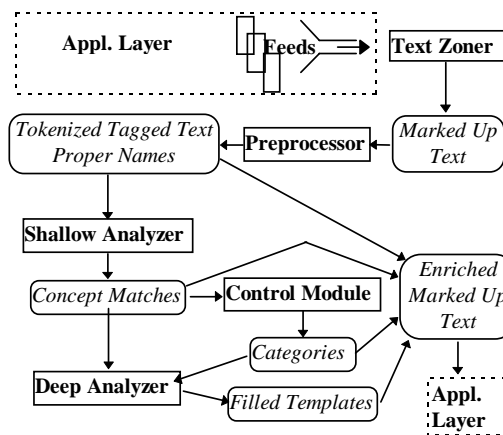 Appl. Layer
Feeds
Text Zoner
Tokenized Tagged Text
Proper Names
Preprocessor
Marked Up
Text
Shallow Analyzer
Concept Matches
Control Module
Enriched
Marked Up
Text
Categories
Deep Analyzer
Filled Templates
Appl.
Layer